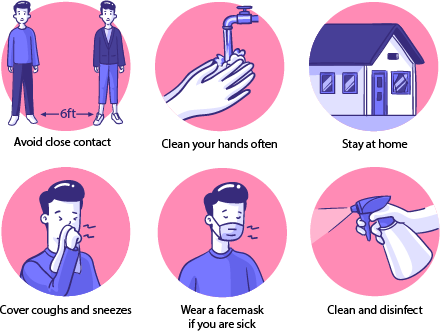 6ft
Avoid close contact
Clean your hands often
Stay at home
Cover coughs and sneezes
Wear a facemask
if you are sick
Clean and disinfect